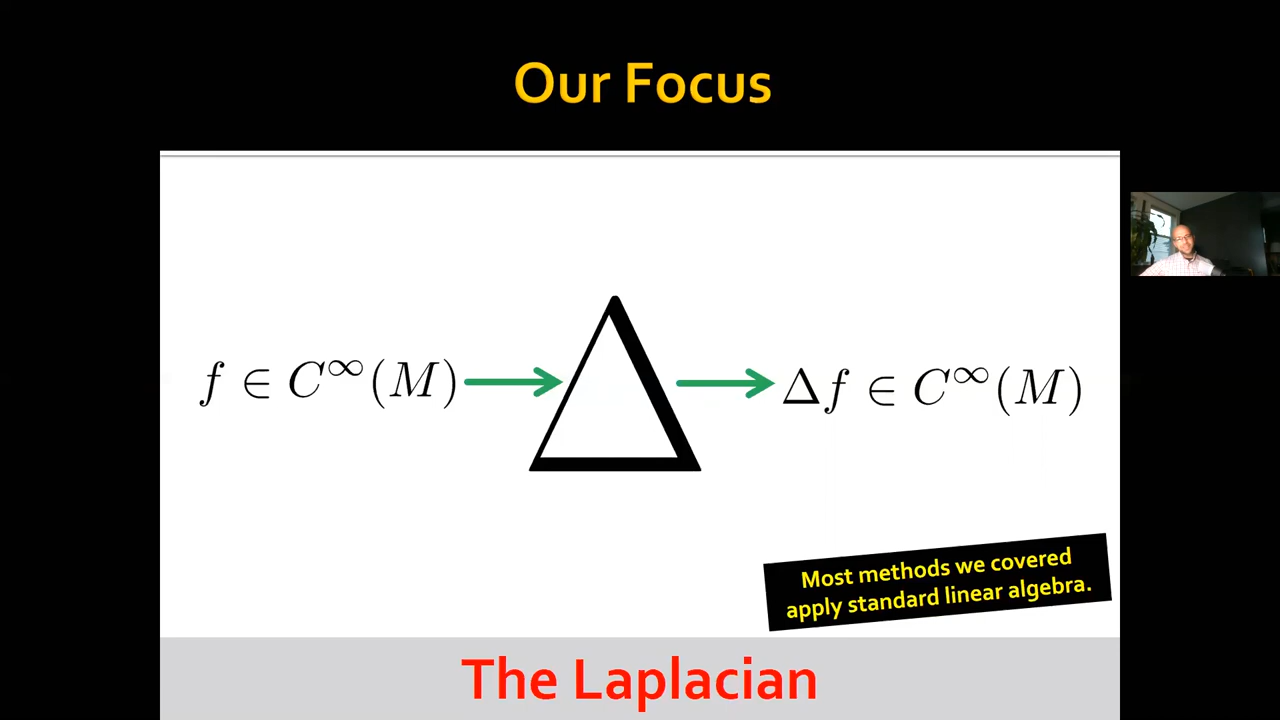 Our Focus
f ∈ C^∞(M) → Δ → Δf ∈ C^∞(M)
Most methods we covered
apply standard linear algebra.
The Laplacian